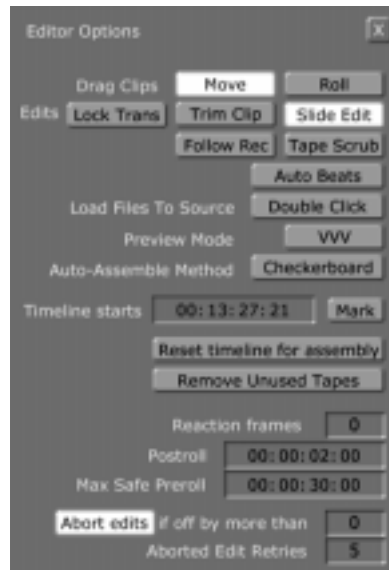 Editor Options X
Drag Clips Move Roll
Edits Lock Trans Trim Clip Slide Edit
Follow Rec Tape Scrub
Auto Beats
Load Files To Source Double Click
Preview Mode VVV
Auto-Assemble Method Checkerboard
Timeline starts 00:13:27:21 Mark
Reset timeline for assembly
Remove Unused Tapes
Reaction frames 0
Postroll 00:00:02:00
Max Safe Preroll 00:00:30:00
Abort edits if off by more than 0
Aborted Edit Retries 5